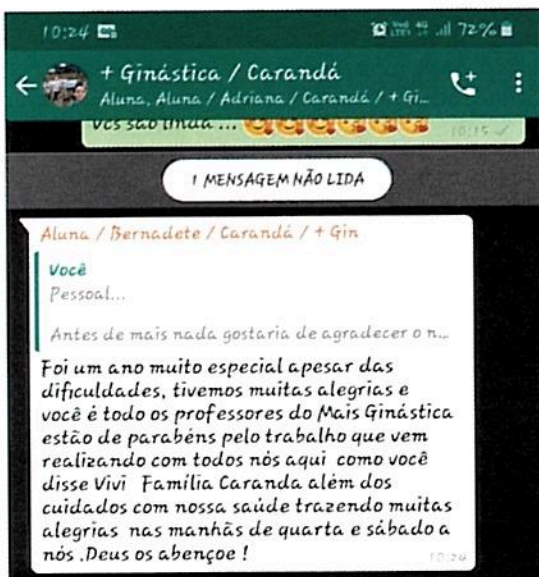 10:24 72%
+ Ginástica / Carandá
Aluna, Aluna / Adriana / Carandá / + Gi...
vcs são linda ...
10:15
1 MENSAGEM NÃO LIDA
Aluna / Bernadete / Carandá / + Gin
Você
Pessoal...
Antes de mais nada gostaria de agradecer o n...
Foi um ano muito especial apesar das
dificuldades, tivemos muitas alegrias e
você é todo os professores do Mais Ginástica
estão de parabéns pelo trabalho que vem
realizando com todos nós aqui como você
disse Vivi Família Caranda além dos
cuidados com nossa saúde trazendo muitas
alegrias nas manhãs de quarta e sábado a
nós .Deus os abençoe !
10:24